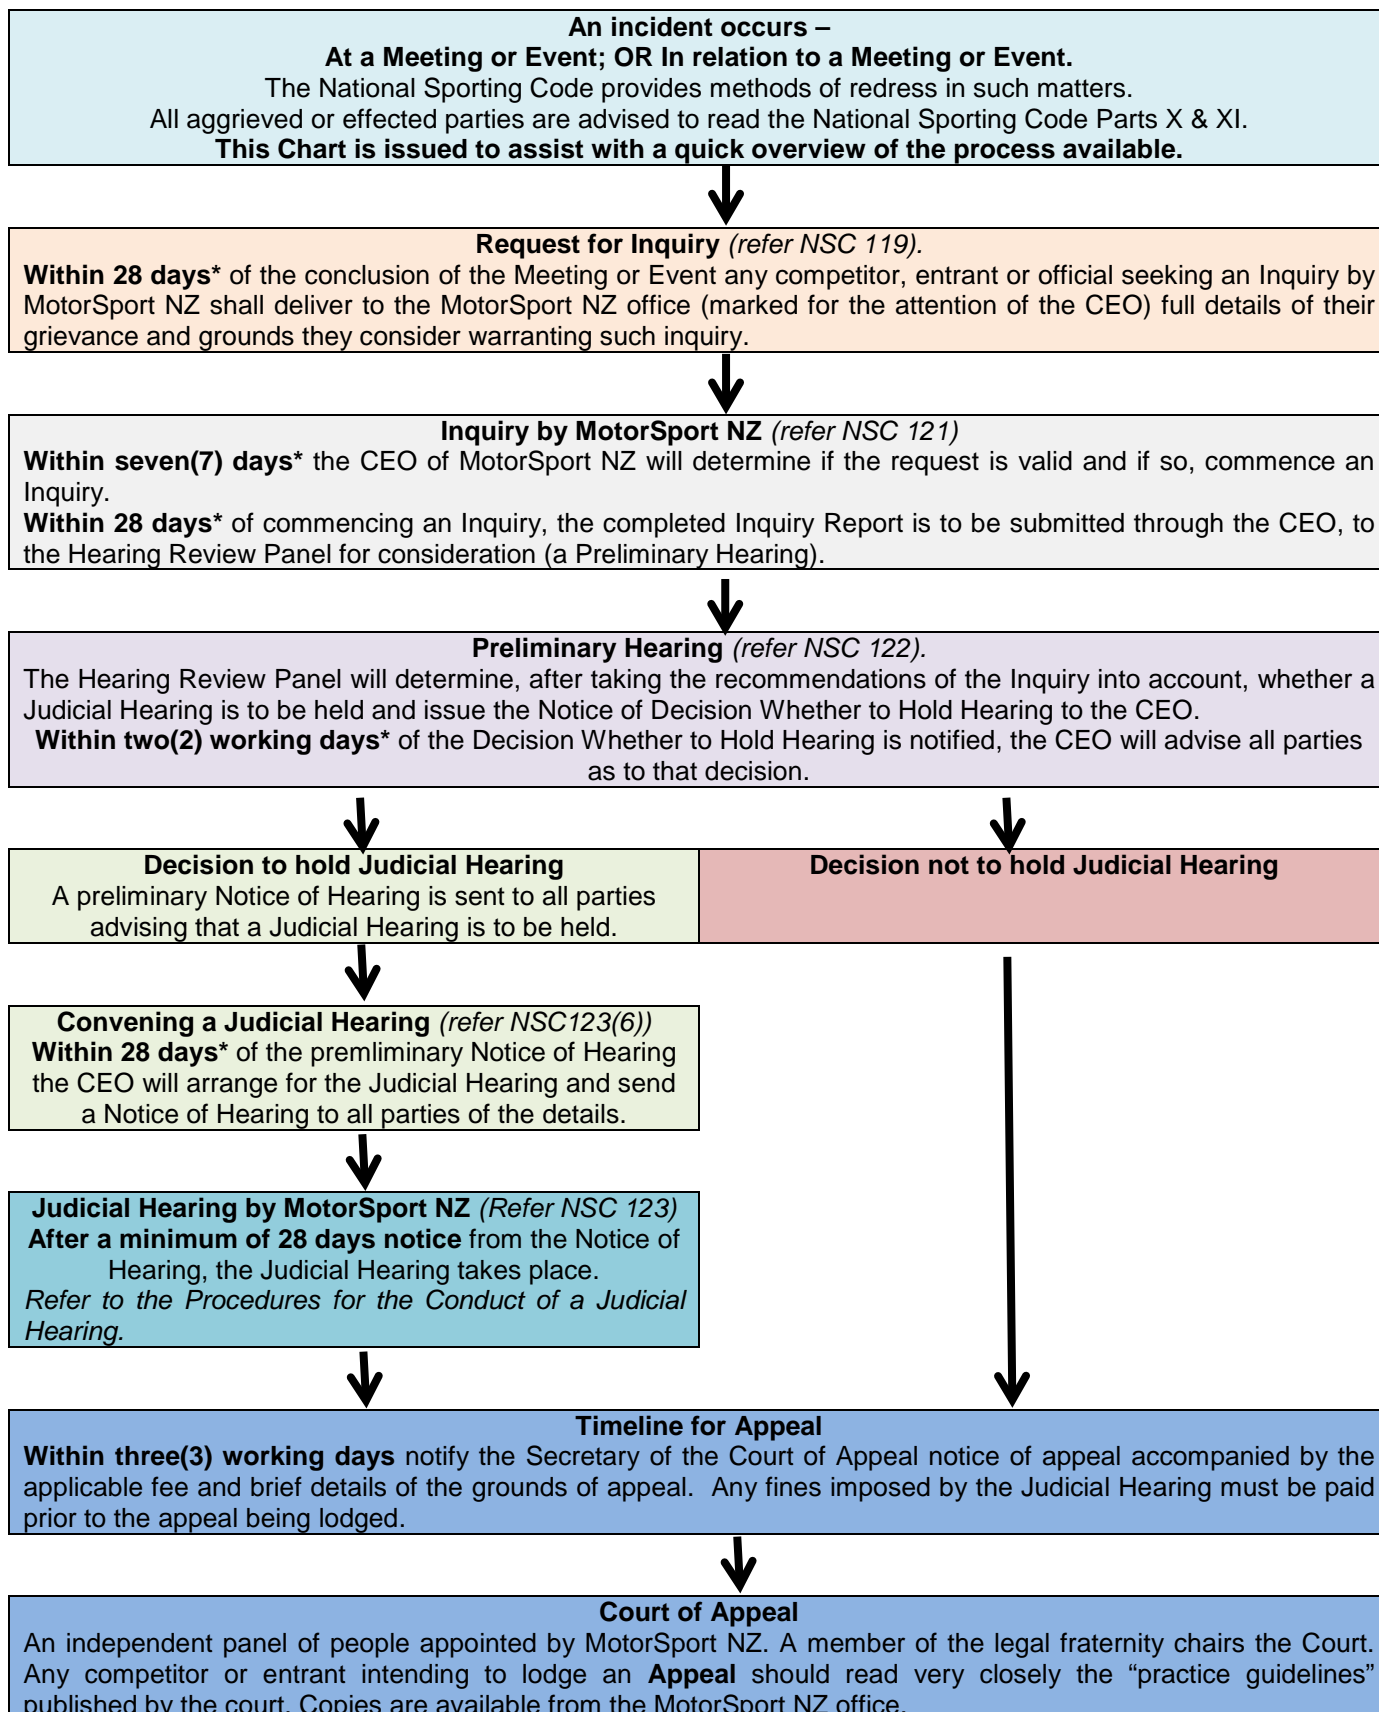 An incident occurs –
At a Meeting or Event; OR In relation to a Meeting or Event.
The National Sporting Code provides methods of redress in such matters.
All aggrieved or effected parties are advised to read the National Sporting Code Parts X & XI.
This Chart is issued to assist with a quick overview of the process available.
Request for Inquiry (refer NSC 119).
Within 28 days* of the conclusion of the Meeting or Event any competitor, entrant or official seeking an Inquiry by
MotorSport NZ shall deliver to the MotorSport NZ office (marked for the attention of the CEO) full details of their
grievance and grounds they consider warranting such inquiry.
Inquiry by MotorSport NZ (refer NSC 121)
Within seven(7) days* the CEO of MotorSport NZ will determine if the request is valid and if so, commence an
Inquiry.
Within 28 days* of commencing an Inquiry, the completed Inquiry Report is to be submitted through the CEO, to
the Hearing Review Panel for consideration (a Preliminary Hearing).
Preliminary Hearing (refer NSC 122).
The Hearing Review Panel will determine, after taking the recommendations of the Inquiry into account, whether a
Judicial Hearing is to be held and issue the Notice of Decision Whether to Hold Hearing to the CEO.
Within two(2) working days* of the Decision Whether to Hold Hearing is notified, the CEO will advise all parties
as to that decision.
Decision to hold Judicial Hearing
A preliminary Notice of Hearing is sent to all parties
advising that a Judicial Hearing is to be held.
Decision not to hold Judicial Hearing
Convening a Judicial Hearing (refer NSC123(6))
Within 28 days* of the premliminary Notice of Hearing
the CEO will arrange for the Judicial Hearing and send
a Notice of Hearing to all parties of the details.
Judicial Hearing by MotorSport NZ (Refer NSC 123)
After a minimum of 28 days notice from the Notice of
Hearing, the Judicial Hearing takes place.
Refer to the Procedures for the Conduct of a Judicial
Hearing.
Timeline for Appeal
Within three(3) working days notify the Secretary of the Court of Appeal notice of appeal accompanied by the
applicable fee and brief details of the grounds of appeal. Any fines imposed by the Judicial Hearing must be paid
prior to the appeal being lodged.
Court of Appeal
An independent panel of people appointed by MotorSport NZ. A member of the legal fraternity chairs the Court.
Any competitor or entrant intending to lodge an Appeal should read very closely the “practice guidelines”
published by the court. Copies are available from the MotorSport NZ office.